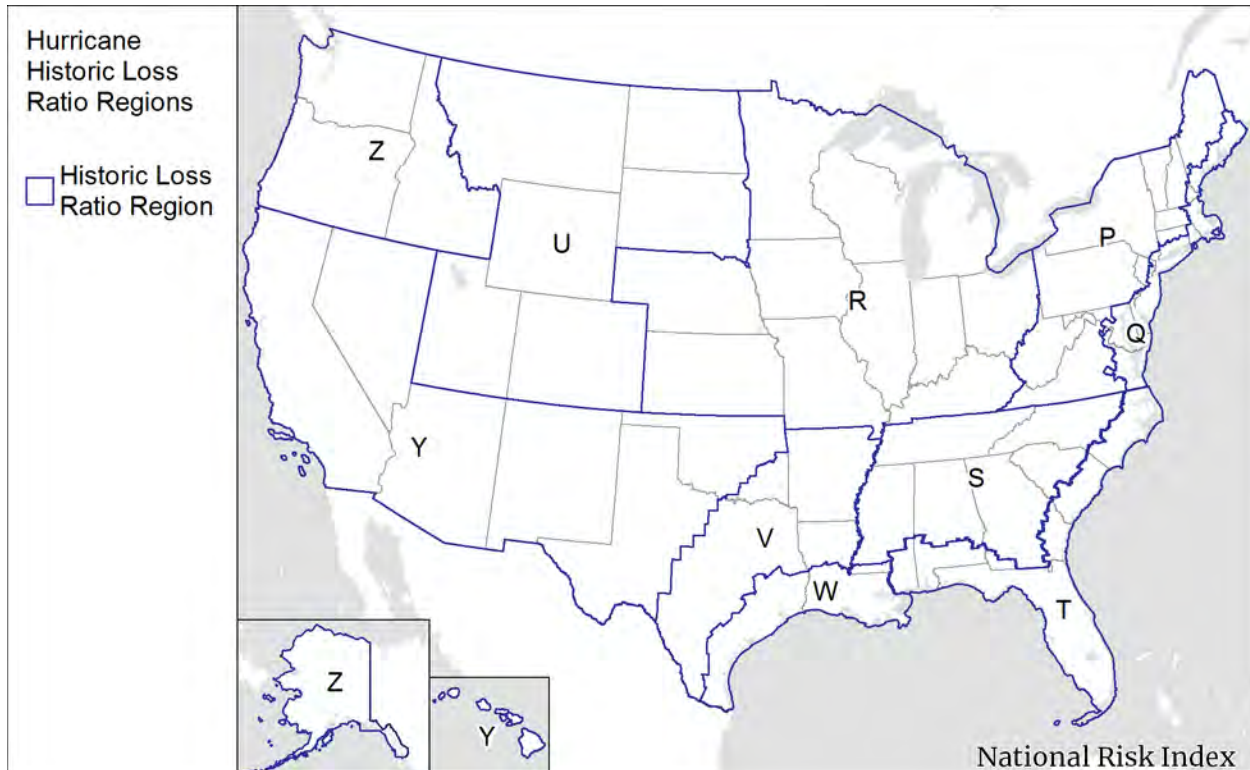 Hurricane
Historic Loss
Ratio Regions
Historic Loss
Ratio Region
Z
U
P
R
Q
Y
S
V
W
T
Z
Y
National Risk Index